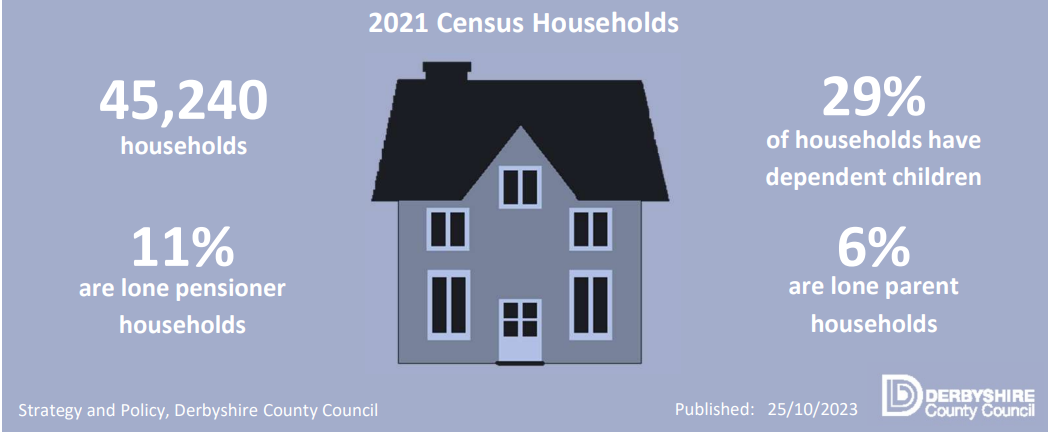 2021 Census Households
45,240
households
29%
of households have
dependent children
11%
are lone pensioner
households
6%
are lone parent
households
Strategy and Policy, Derbyshire County Council
Published: 25/10/2023
DERBYSHIRE
County Council